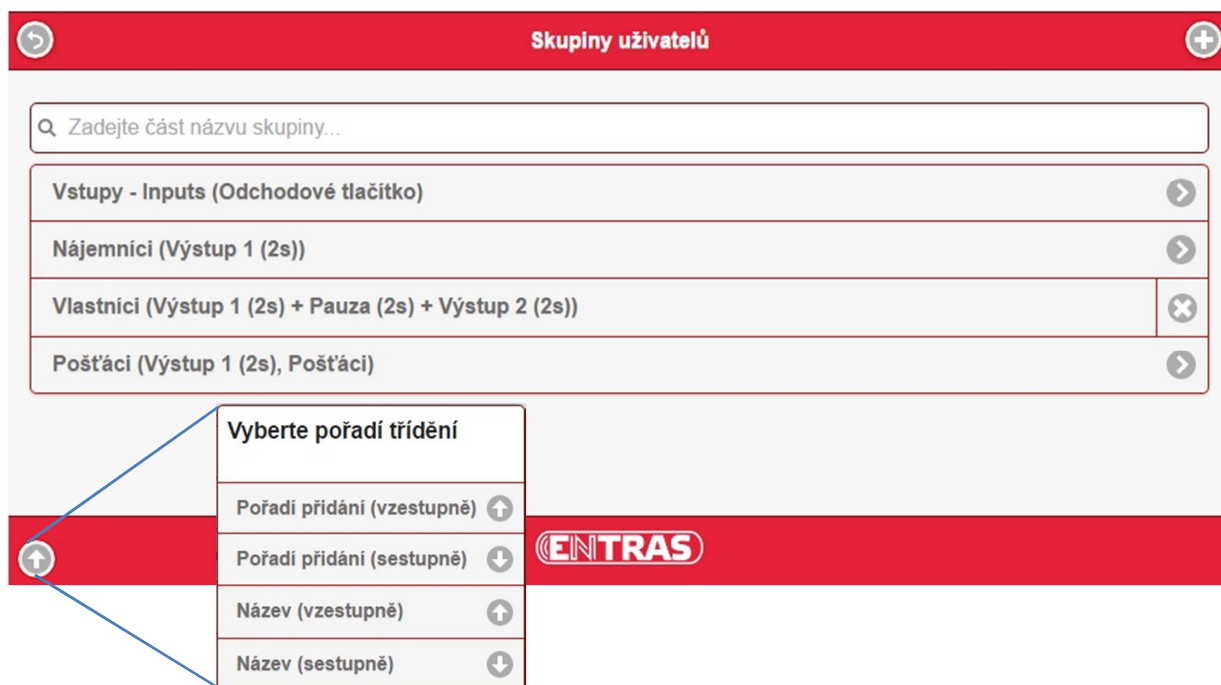 Skupiny uživatelů
Zadejte část názvu skupiny...
Vstupy - Inputs (Odchodové tlačítko)
Nájemníci (Výstup 1 (2s))
Vlastníci (Výstup 1 (2s) + Pauza (2s) + Výstup 2 (2s))
Pošťáci (Výstup 1 (2s), Pošťáci)
Vyberte pořadí třídění
Pořadí přidání (vzestupně)
Pořadí přidání (sestupně)
ENTRAS
Název (vzestupně)
Název (sestupně)